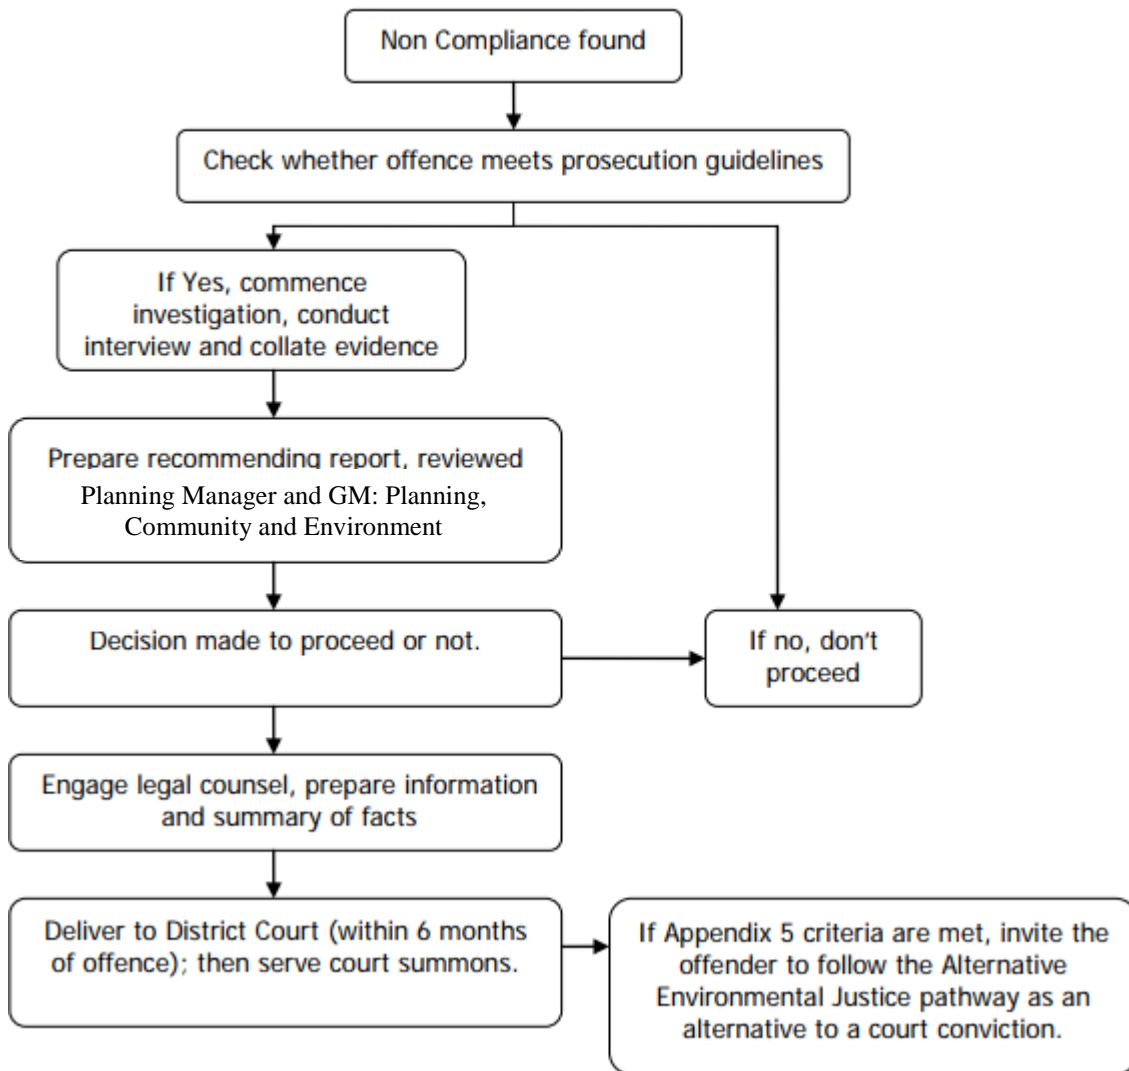 Non Compliance found
Check whether offence meets prosecution guidelines
If Yes, commence
investigation, conduct
interview and collate evidence
Prepare recommending report, reviewed
Planning Manager and GM: Planning,
Community and Environment
Decision made to proceed or not.
If no, don't
proceed
Engage legal counsel, prepare information
and summary of facts
Deliver to District Court (within 6 months
of offence); then serve court summons.
If Appendix 5 criteria are met, invite the
offender to follow the Alternative
Environmental Justice pathway as an
alternative to a court conviction.